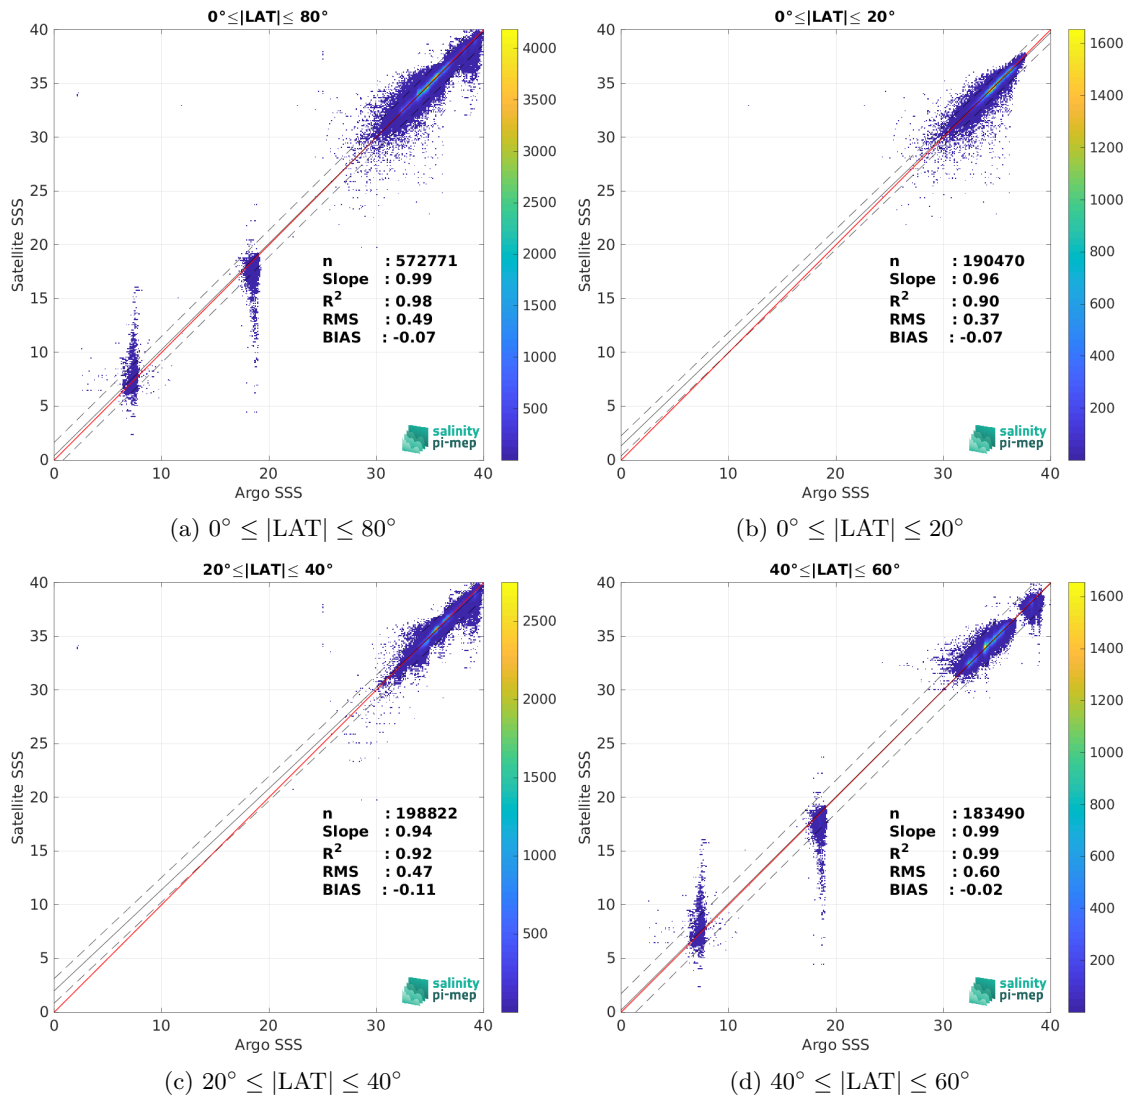 0°≤|LAT|≤ 80°
Satellite SSS
40
35
30
25
20
15
10
5
0
0
10
20
30
40
Argo SSS
n : 572771
Slope : 0.99
R² : 0.98
RMS : 0.49
BIAS : -0.07
salinity
pi-mep
4000
3500
3000
2500
2000
1500
1000
500
(a) 0° ≤ |LAT| ≤ 80°
0°≤|LAT|≤ 20°
Satellite SSS
40
35
30
25
20
15
10
5
0
0
10
20
30
40
Argo SSS
n : 190470
Slope : 0.96
R² : 0.90
RMS : 0.37
BIAS : -0.07
salinity
pi-mep
1600
1400
1200
1000
800
600
400
200
(b) 0° ≤ |LAT| ≤ 20°
20°≤|LAT|≤ 40°
Satellite SSS
40
35
30
25
20
15
10
5
0
0
10
20
30
40
Argo SSS
n : 198822
Slope : 0.94
R² : 0.92
RMS : 0.47
BIAS : -0.11
salinity
pi-mep
2500
2000
1500
1000
500
(c) 20° ≤ |LAT| ≤ 40°
40°≤|LAT|≤ 60°
Satellite SSS
40
35
30
25
20
15
10
5
0
0
10
20
30
40
Argo SSS
n : 183490
Slope : 0.99
R² : 0.99
RMS : 0.60
BIAS : -0.02
salinity
pi-mep
1600
1400
1200
1000
800
600
400
200
(d) 40° ≤ |LAT| ≤ 60°